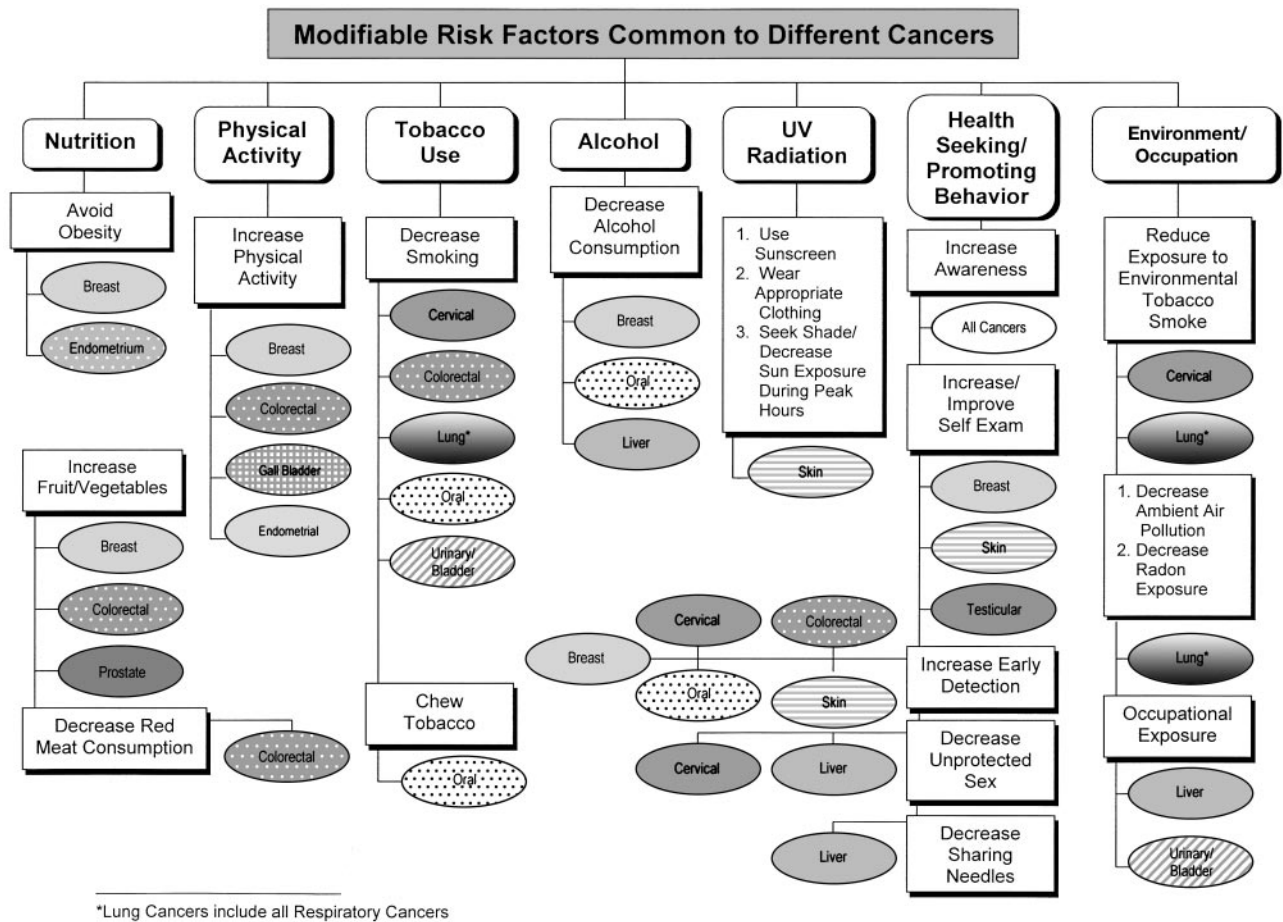 Modifiable Risk Factors Common to Different Cancers
Nutrition
Avoid
Obesity
Breast
Endometrium
Increase
Fruit/Vegetables
Breast
Colorectal
Prostate
Decrease Red
Meat Consumption
Colorectal
Physical
Activity
Increase
Physical
Activity
Breast
Colorectal
Gall Bladder
Endometrial
Tobacco
Use
Decrease
Smoking
Cervical
Colorectal
Lung*
Oral
Urinary/
Bladder
Chew
Tobacco
Oral
Alcohol
Decrease
Alcohol
Consumption
Breast
Oral
Liver
UV
Radiation
1. Use
Sunscreen
2. Wear
Appropriate
Clothing
3. Seek Shade/
Decrease
Sun Exposure
During Peak
Hours
Skin
Health
Seeking/
Promoting
Behavior
Increase
Awareness
All Cancers
Increase/
Improve
Self Exam
Breast
Skin
Testicular
Increase Early
Detection
Cervical
Colorectal
Breast
Oral
Skin
Decrease
Unprotected
Sex
Cervical
Liver
Decrease
Sharing
Needles
Liver
Environment/
Occupation
Reduce
Exposure to
Environmental
Tobacco
Smoke
Cervical
Lung*
1. Decrease
Ambient Air
Pollution
2. Decrease
Radon
Exposure
Lung*
Occupational
Exposure
Liver
Urinary/
Bladder
*Lung Cancers include all Respiratory Cancers